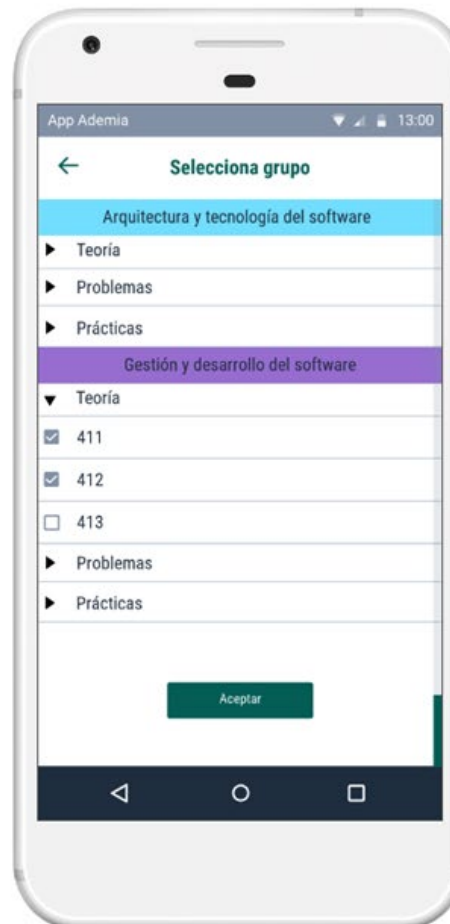 App Ademia 13:00
Selecciona grupo
Arquitectura y tecnología del software
Teoría
Problemas
Prácticas
Gestión y desarrollo del software
Teoría
411
412
413
Problemas
Prácticas
Aceptar